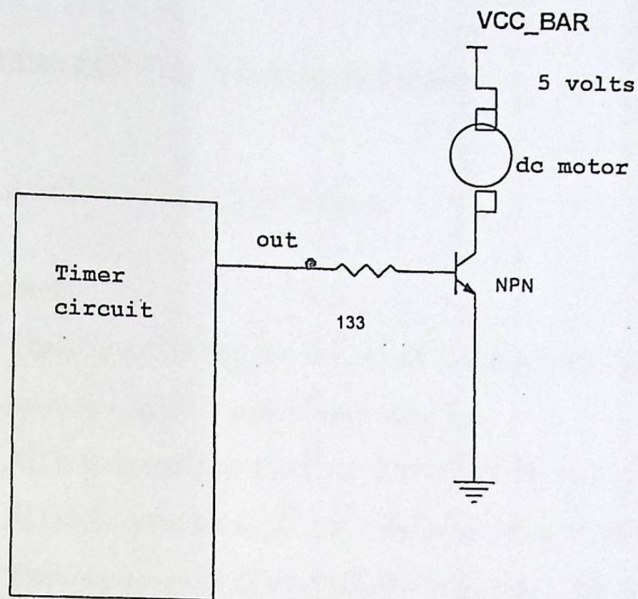 VCC_BAR
5 volts
dc motor
out
Timer
circuit
NPN
133